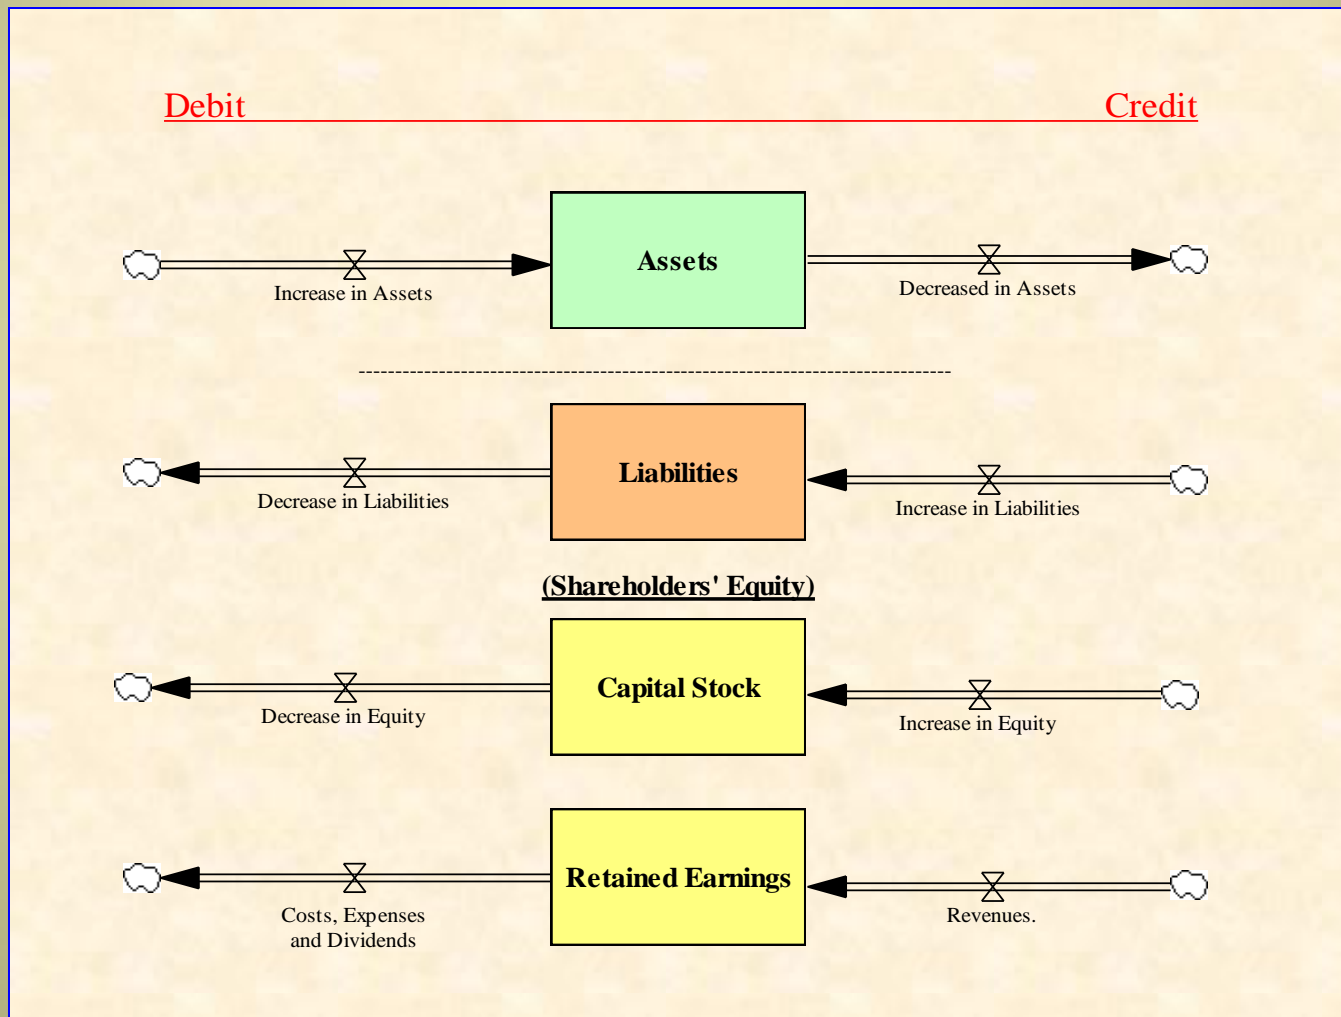 Debit Credit
Assets
Increase in Assets
Decreased in Assets
--------------------------------------------------------------------------------
Liabilities
Decrease in Liabilities
Increase in Liabilities
(Shareholders' Equity)
Capital Stock
Decrease in Equity
Increase in Equity
Retained Earnings
Costs, Expenses
and Dividends
Revenues.